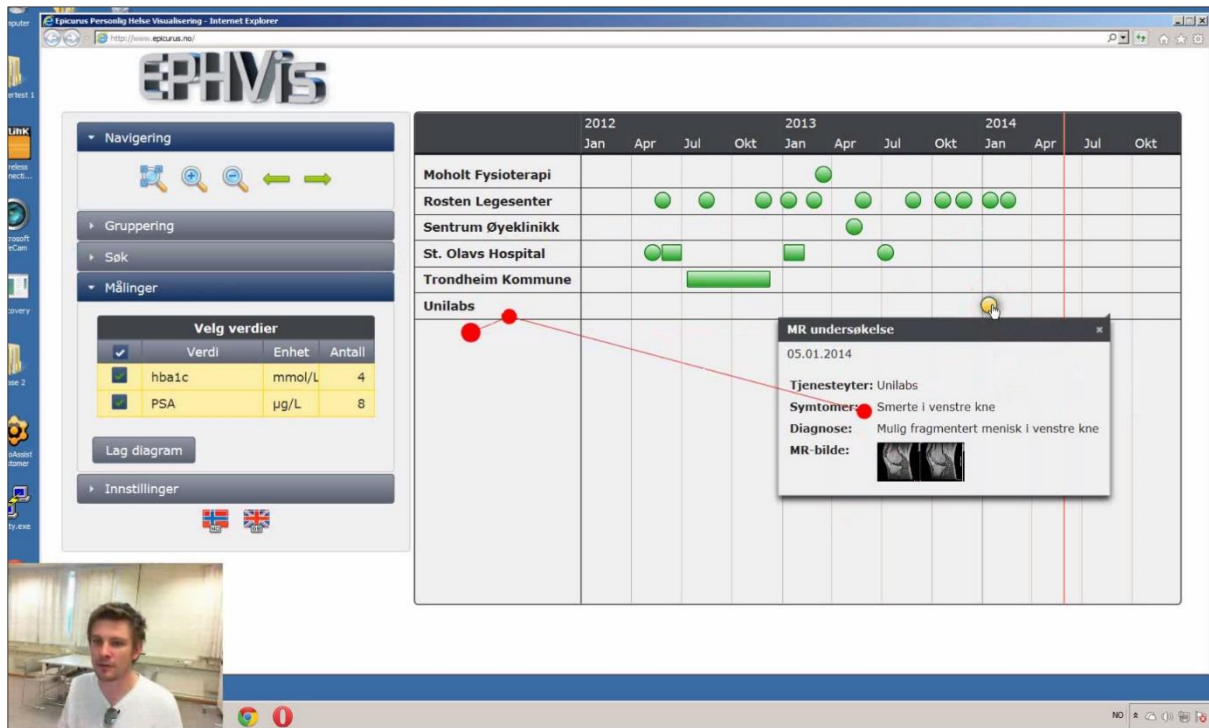 Epicurus Personlig Helse Visualisering - Internet Explorer
http://www.epicurus.no/
EPHVis
Navigering
Gruppering
Søk
Målinger
Velg verdier
Verdi Enhet Antall
hba1c mmol/L 4
PSA µg/L 8
Lag diagram
Innstillinger
2012 2013 2014
Jan Apr Jul Okt Jan Apr Jul Okt Jan Apr Jul Okt
Moholt Fysioterapi
Rosten Legesenter
Sentrum Øyeklinikk
St. Olavs Hospital
Trondheim Kommune
Unilabs
MR undersøkelse
05.01.2014
Tjenesteyter: Unilabs
Symtomer: Smerte i venstre kne
Diagnose: Mulig fragmentert menisk i venstre kne
MR-bilde:
NO